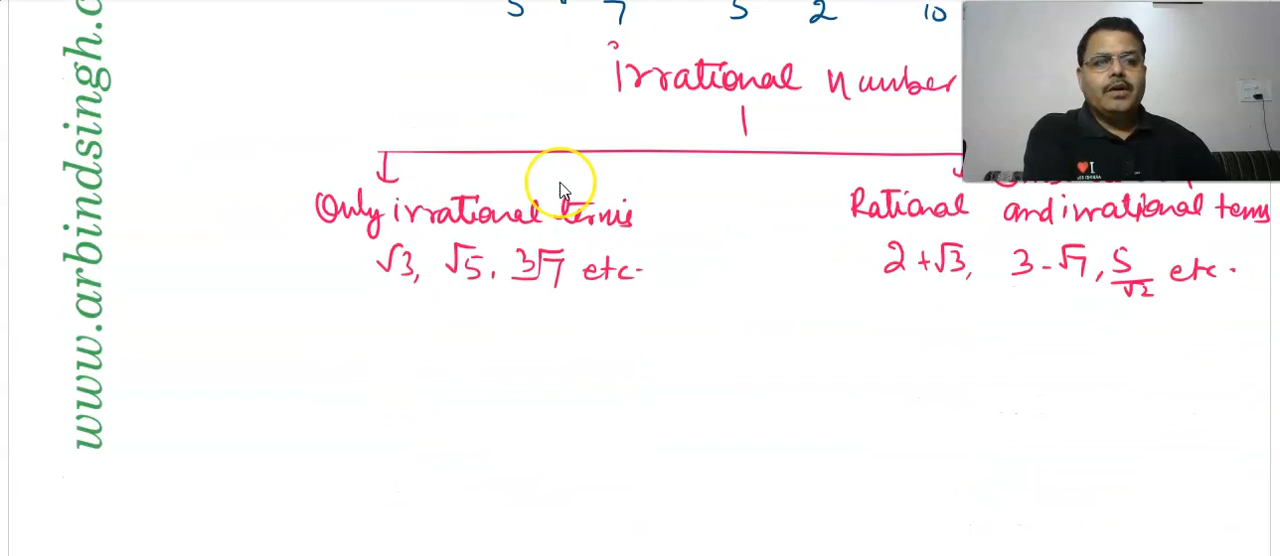 5 7 5 2 10
irrational number
Only irrational terms
√3, √5, 3√7 etc.
Rational and irrational terms
2+√3, 3-√7, 5/√2 etc.
www.arbindsingh.c
I